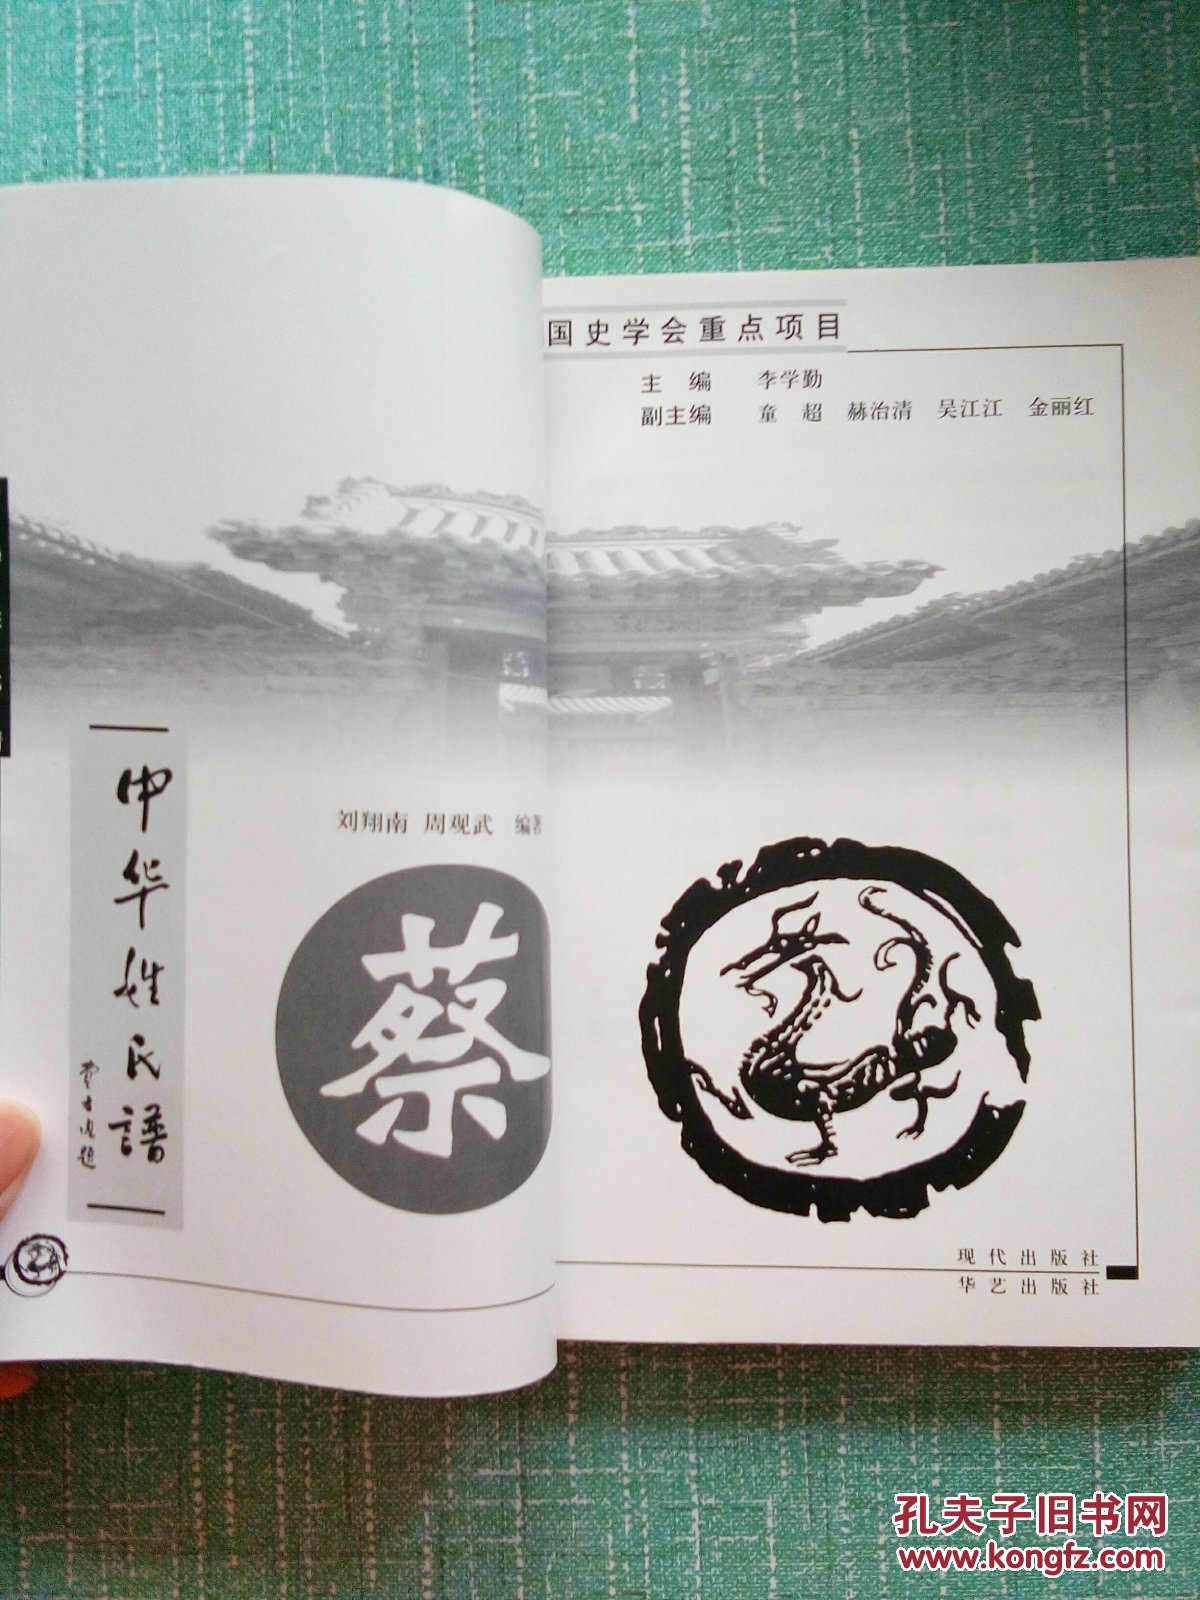 国史学会重点项目
主 编 李学勤
副主编 童 超 赫治清 吴江江 金丽红
中华姓氏谱
刘翔南 周观武 编著
蔡
现代出版社
华艺出版社
孔夫子旧书网
www.kongfz.com